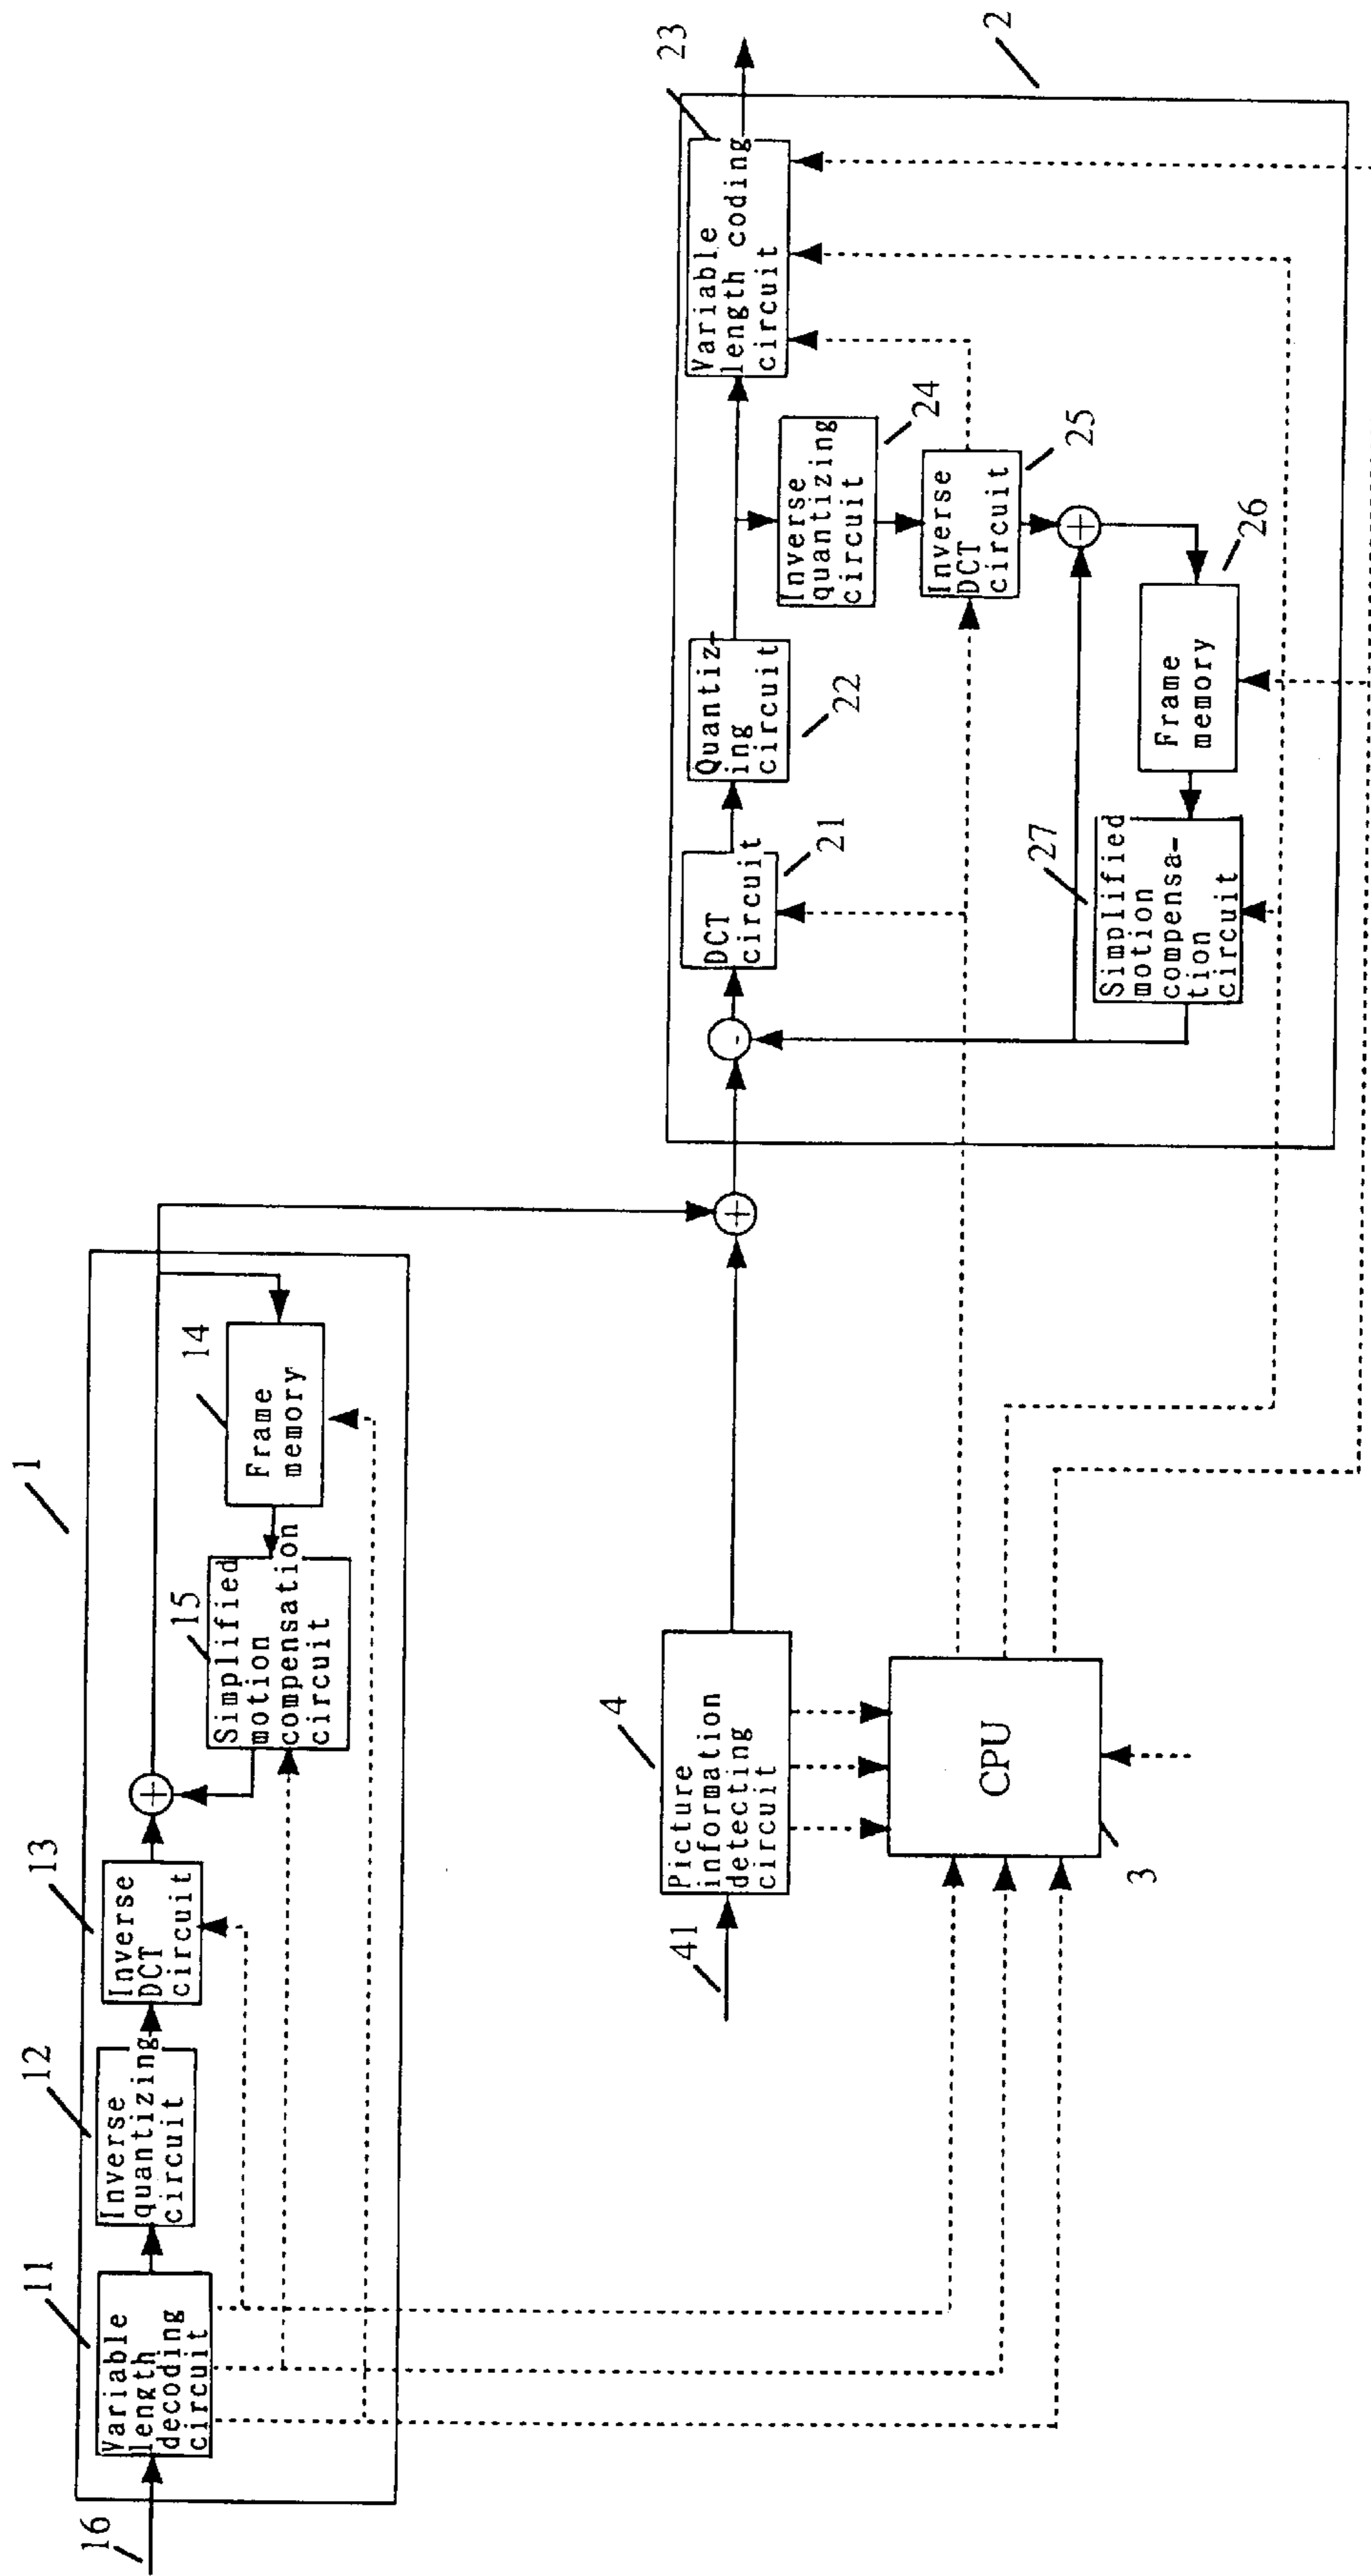 1
16
11
Variable
length
decoding
circuit
12
Inverse
quantizing
circuit
13
Inverse
DCT
circuit
15
Simplified
motion
compensation
circuit
14
Frame
memory
41
4
Picture
information
detecting
circuit
CPU
3
2
21
DCT
circuit
Quantiz-
ing
circuit
22
23
Variable
length coding
circuit
Inverse
quantizing
circuit
24
Inverse
DCT
circuit
25
27
Simplified
motion
compensa-
tion
circuit
Frame
memory
26